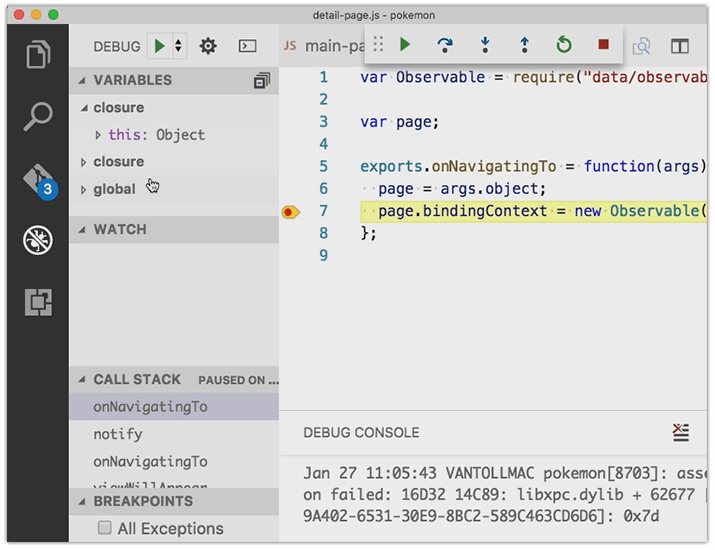 detail-page.js - pokemon
DEBUG
JS main-pa
VARIABLES
closure
this: Object
closure
global
3
WATCH
CALL STACK PAUSED ON ...
onNavigatingTo
notify
onNavigatingTo
viewWillAppear
BREAKPOINTS
All Exceptions
1 var Observable = require("data/observab
2
3 var page;
4
5 exports.onNavigatingTo = function(args)
6 page = args.object;
7 page.bindingContext = new Observable(
8 };
9
DEBUG CONSOLE
Jan 27 11:05:43 VANTOLLMAC pokemon[8703]: asse
on failed: 16D32 14C89: libxpc.dylib + 62677 [
9A402-6531-30E9-8BC2-589C463CD6D6]: 0x7d